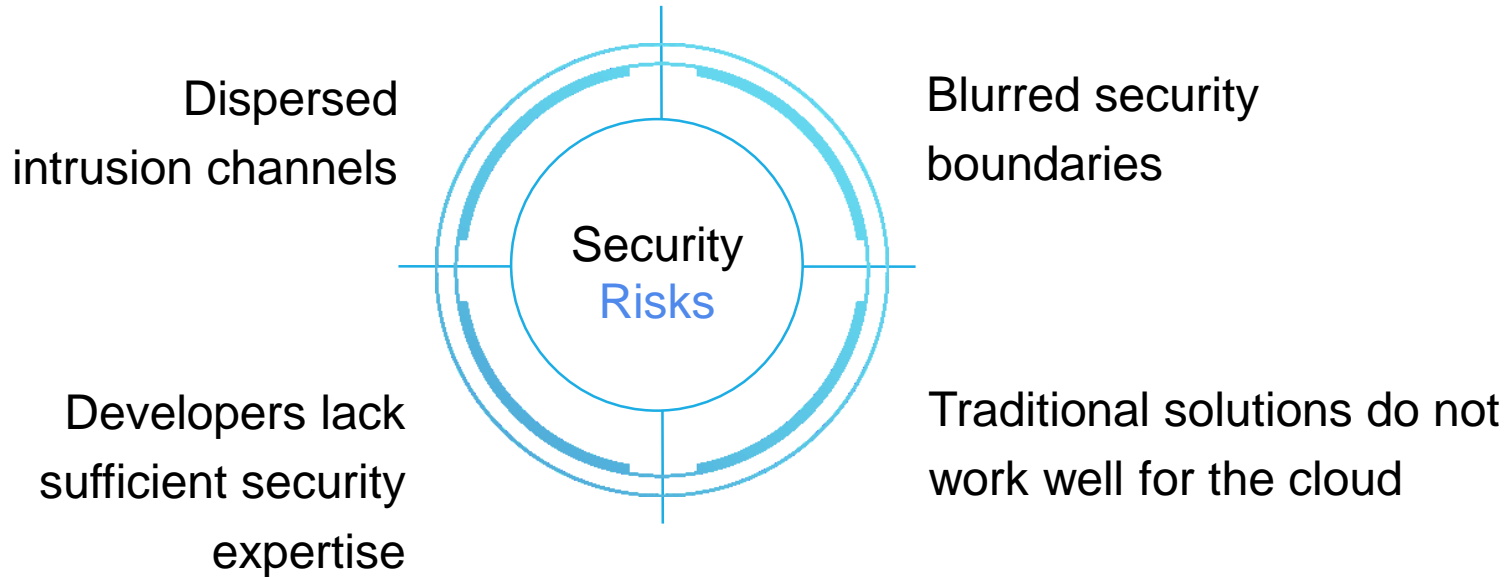 Dispersed
intrusion channels
Blurred security
boundaries
Security
Risks
Developers lack
sufficient security
expertise
Traditional solutions do not
work well for the cloud